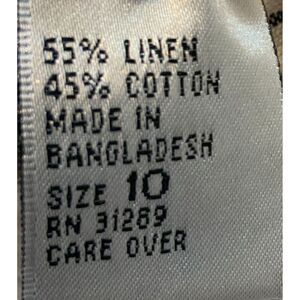 55% LINEN
45% COTTON
MADE IN
BANGLADESH
SIZE 10
RN 31289
CARE OVER